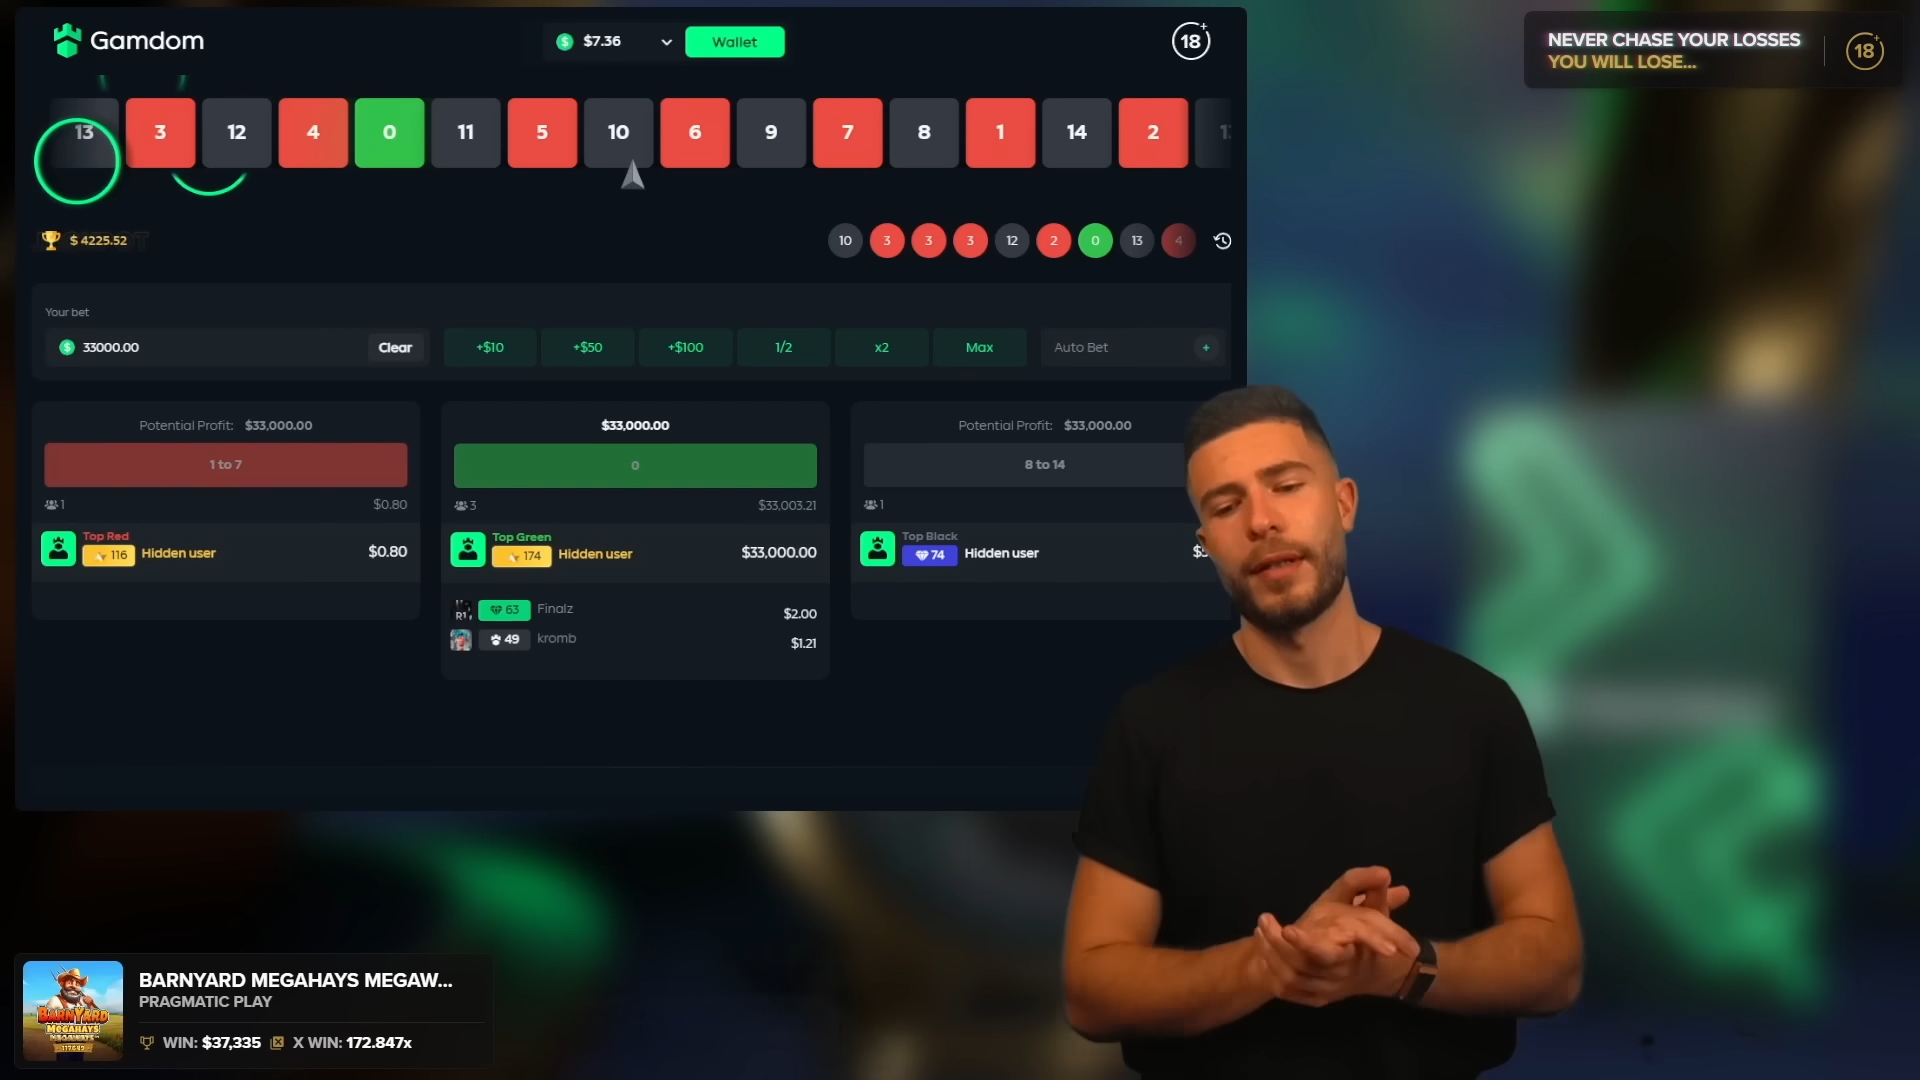 Gamdom
$7.36
Wallet
18+
NEVER CHASE YOUR LOSSES
YOU WILL LOSE...
18+
13 3 12 4 0 11 5 10 6 9 7 8 1 14 2
$ 4225.52
10 3 3 3 12 2 0 13 4
Your bet
33000.00 Clear +$10 +$50 +$100 1/2 x2 Max Auto Bet +
Potential Profit: $33,000.00
1 to 7
1 $0.80
Top Red
116 Hidden user $0.80
$33,000.00
0
3 $33,003.21
Top Green
174 Hidden user $33,000.00
63 Finalz $2.00
49 kromb $1.21
Potential Profit: $33,000.00
8 to 14
1
Top Black
74 Hidden user
BARNYARD
MEGAHAYS
MEGAWAYS
BARNYARD MEGAHAYS MEGAW...
PRAGMATIC PLAY
WIN: $37,335 X WIN: 172.847x